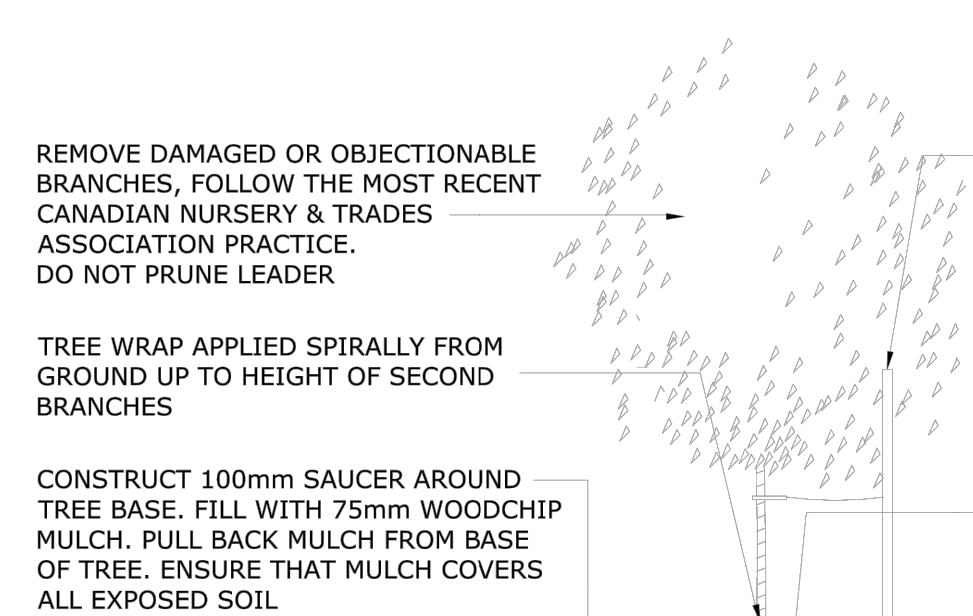 REMOVE DAMAGED OR OBJECTIONABLE
BRANCHES, FOLLOW THE MOST RECENT
CANADIAN NURSERY & TRADES
ASSOCIATION PRACTICE.
DO NOT PRUNE LEADER
TREE WRAP APPLIED SPIRALLY FROM
GROUND UP TO HEIGHT OF SECOND
BRANCHES
CONSTRUCT 100mm SAUCER AROUND
TREE BASE. FILL WITH 75mm WOODCHIP
MULCH. PULL BACK MULCH FROM BASE
OF TREE. ENSURE THAT MULCH COVERS
ALL EXPOSED SOIL